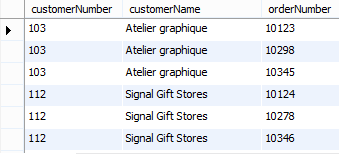 customerNumber customerName orderNumber
103 Atelier graphique 10123
103 Atelier graphique 10298
103 Atelier graphique 10345
112 Signal Gift Stores 10124
112 Signal Gift Stores 10278
112 Signal Gift Stores 10346